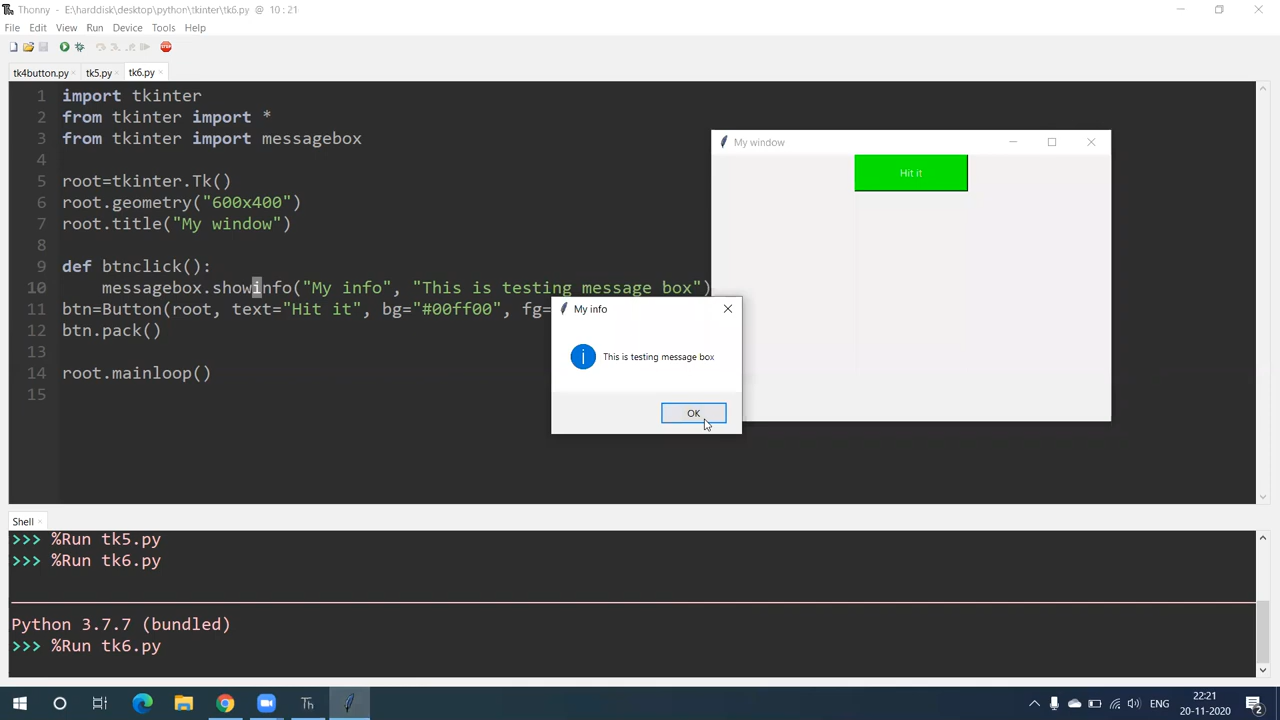 Thonny - E:\harddisk\desktop\python\tkinter\tk6.py @ 10 : 21
File Edit View Run Device Tools Help
STOP
tk4button.py × tk5.py × tk6.py ×
1 import tkinter
2 from tkinter import *
3 from tkinter import messagebox
4
5 root=tkinter.Tk()
6 root.geometry("600x400")
7 root.title("My window")
8
9 def btnclick():
10 messagebox.showinfo("My info", "This is testing message box")
11 btn=Button(root, text="Hit it", bg="#00ff00", fg=
12 btn.pack()
13
14 root.mainloop()
15
My window
Hit it
My info
i This is testing message box
OK
Shell ×
>>> %Run tk5.py
>>> %Run tk6.py
Python 3.7.7 (bundled)
>>> %Run tk6.py
Th
ENG
22:21
20-11-2020
2